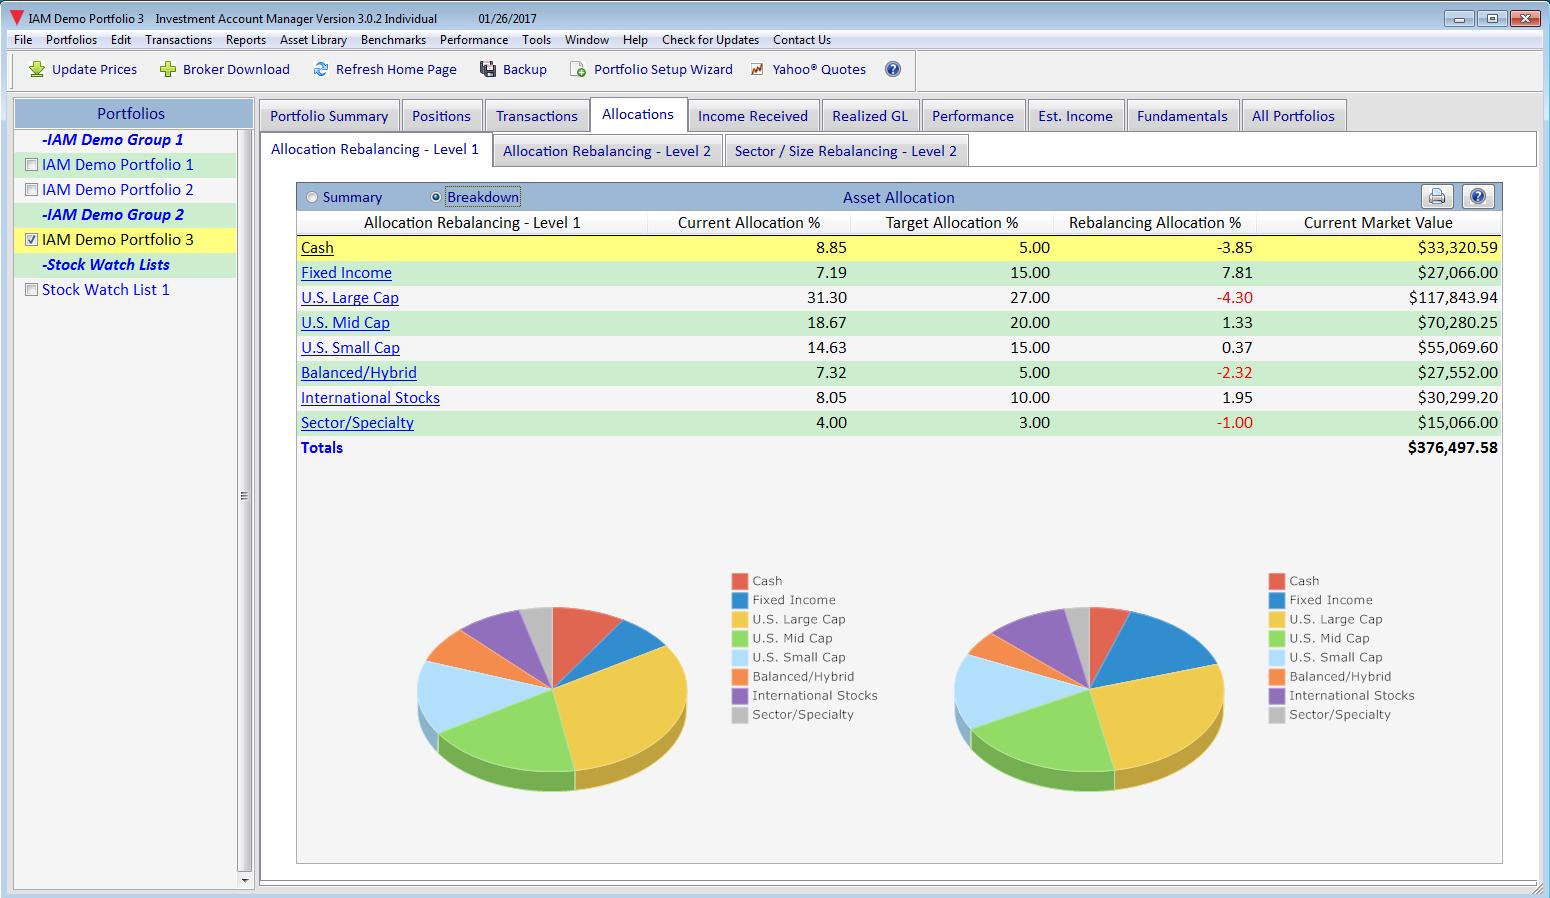 IAM Demo Portfolio 3 Investment Account Manager Version 3.0.2 Individual 01/26/2017
File Portfolios Edit Transactions Reports Asset Library Benchmarks Performance Tools Window Help Check for Updates Contact Us
Update Prices Broker Download Refresh Home Page Backup Portfolio Setup Wizard Yahoo® Quotes ?
Portfolios
-IAM Demo Group 1
IAM Demo Portfolio 1
IAM Demo Portfolio 2
-IAM Demo Group 2
IAM Demo Portfolio 3
-Stock Watch Lists
Stock Watch List 1
Portfolio Summary Positions Transactions Allocations Income Received Realized GL Performance Est. Income Fundamentals All Portfolios
Allocation Rebalancing - Level 1 Allocation Rebalancing - Level 2 Sector / Size Rebalancing - Level 2
Summary Breakdown Asset Allocation ?
Allocation Rebalancing - Level 1 Current Allocation % Target Allocation % Rebalancing Allocation % Current Market Value
Cash 8.85 5.00 -3.85 $33,320.59
Fixed Income 7.19 15.00 7.81 $27,066.00
U.S. Large Cap 31.30 27.00 -4.30 $117,843.94
U.S. Mid Cap 18.67 20.00 1.33 $70,280.25
U.S. Small Cap 14.63 15.00 0.37 $55,069.60
Balanced/Hybrid 7.32 5.00 -2.32 $27,552.00
International Stocks 8.05 10.00 1.95 $30,299.20
Sector/Specialty 4.00 3.00 -1.00 $15,066.00
Totals $376,497.58
Cash
Fixed Income
U.S. Large Cap
U.S. Mid Cap
U.S. Small Cap
Balanced/Hybrid
International Stocks
Sector/Specialty
Cash
Fixed Income
U.S. Large Cap
U.S. Mid Cap
U.S. Small Cap
Balanced/Hybrid
International Stocks
Sector/Specialty